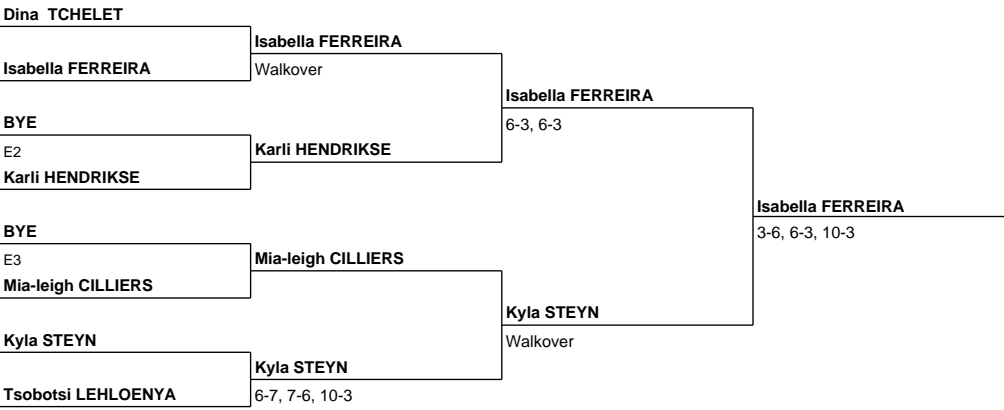 Dina TCHELET
Isabella FERREIRA
Isabella FERREIRA
Walkover
Isabella FERREIRA
6-3, 6-3
BYE
E2
Karli HENDRIKSE
Karli HENDRIKSE
Isabella FERREIRA
3-6, 6-3, 10-3
BYE
E3
Mia-leigh CILLIERS
Mia-leigh CILLIERS
Kyla STEYN
Walkover
Kyla STEYN
Kyla STEYN
Tsobotsi LEHLOENYA
6-7, 7-6, 10-3